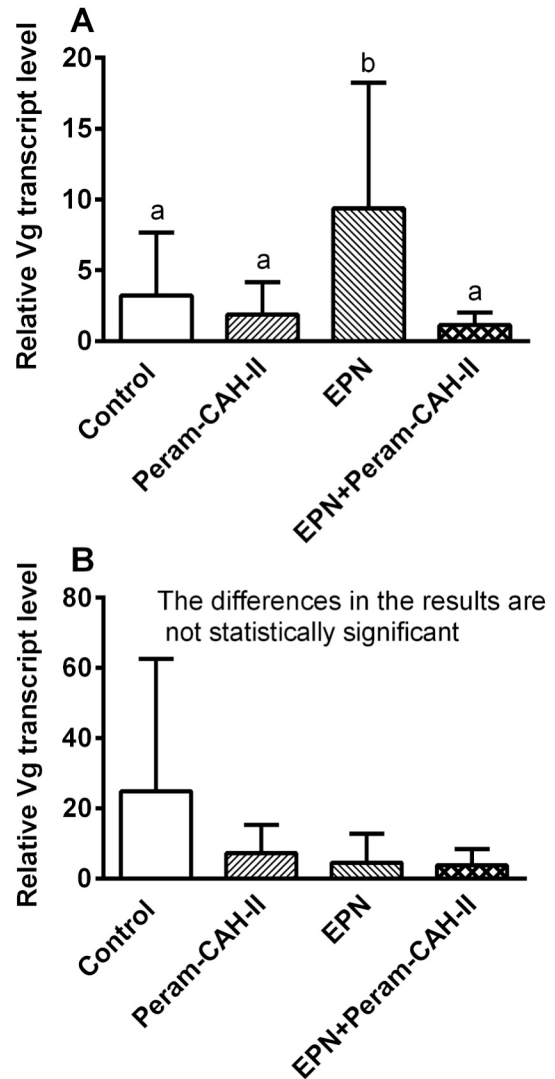 A
Relative Vg transcript level
20
15
10
5
0
a
a
b
a
Control
Peram-CAH-II
EPN
EPN+Peram-CAH-II
B
Relative Vg transcript level
80
60
40
20
0
The differences in the results are
not statistically significant
Control
Peram-CAH-II
EPN
EPN+Peram-CAH-II